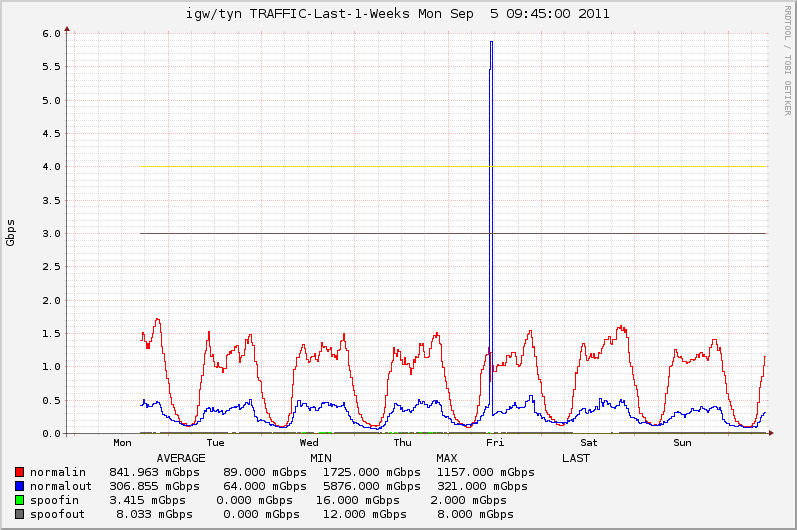 igw/tyn TRAFFIC-Last-1-Weeks Mon Sep  5 09:45:00 2011
RRDTOOL / TOBI OETIKER
Gbps
6.0
5.5
5.0
4.5
4.0
3.5
3.0
2.5
2.0
1.5
1.0
0.5
0.0
Mon Tue Wed Thu Fri Sat Sun
AVERAGE MIN MAX LAST
normalin 841.963 mGbps 89.000 mGbps 1725.000 mGbps 1157.000 mGbps
normalout 306.855 mGbps 64.000 mGbps 5876.000 mGbps 321.000 mGbps
spoofin 3.415 mGbps 0.000 mGbps 16.000 mGbps 2.000 mGbps
spoofout 8.033 mGbps 0.000 mGbps 12.000 mGbps 8.000 mGbps